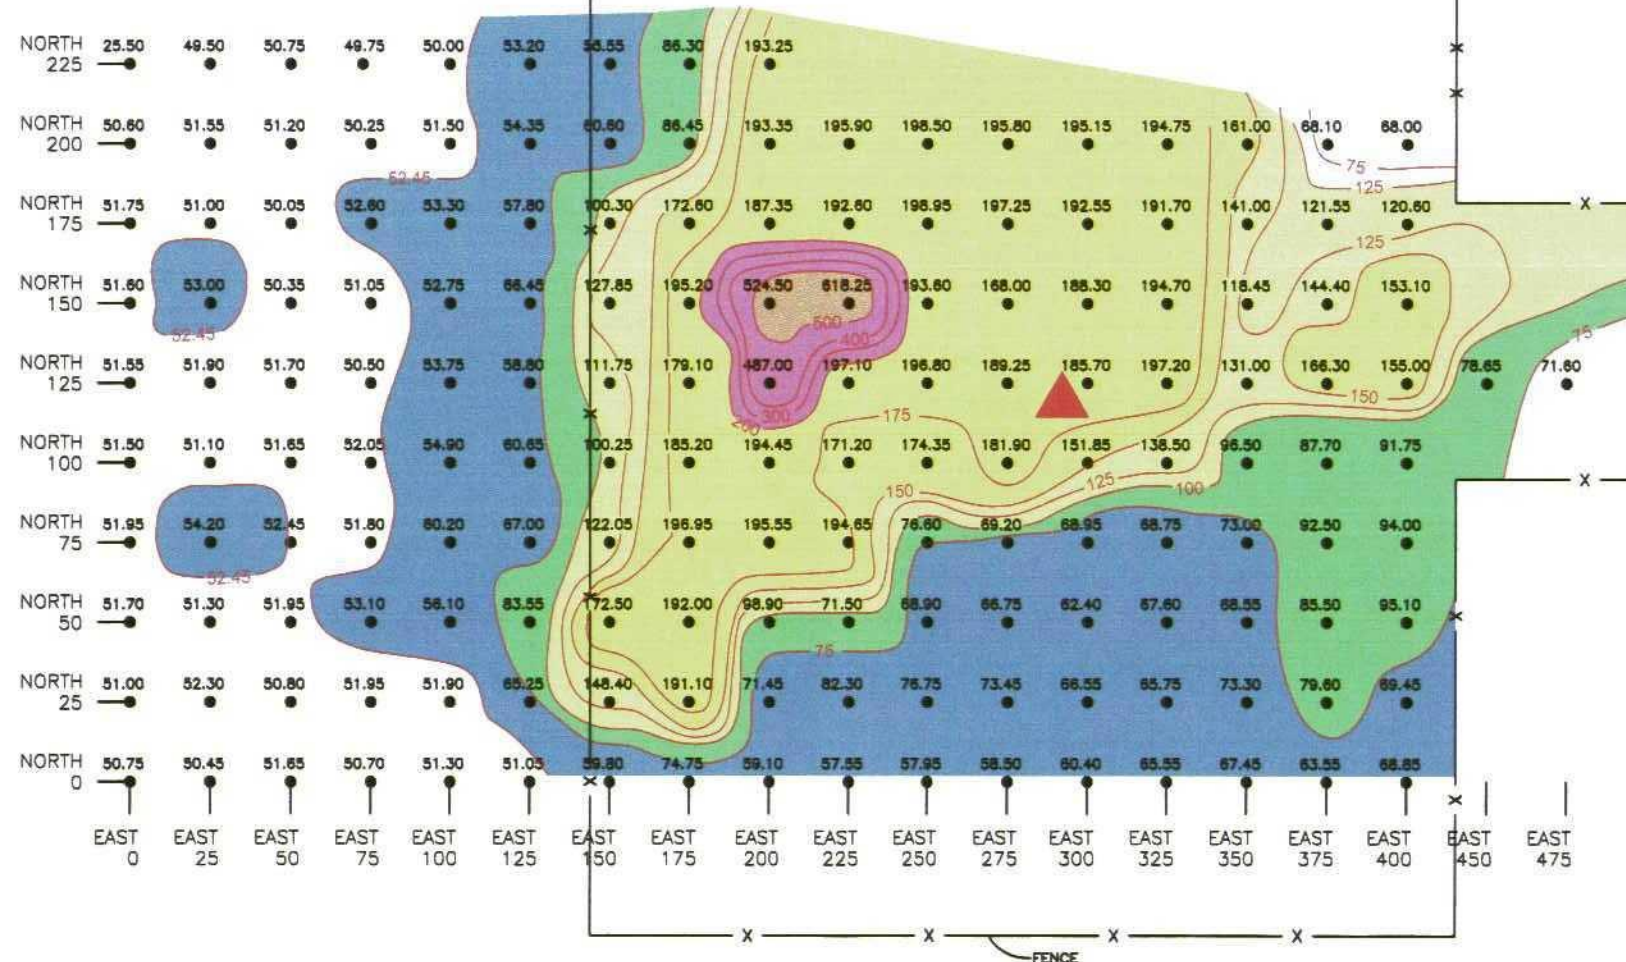 NORTH 25.50 49.50 50.75 49.75 50.00 53.20 58.55 86.30 193.25
225
NORTH 50.60 51.55 51.20 50.25 51.50 54.35 60.60 86.45 193.35 195.90 198.50 195.80 195.15 194.75 161.00 68.10 68.00
200
75
52.45 125
NORTH 51.75 51.00 50.05 52.60 53.30 57.80 100.30 172.60 187.35 192.60 198.95 197.25 192.55 191.70 141.00 121.55 120.60
175
125
NORTH 51.60 53.00 50.35 51.05 52.75 66.45 127.85 195.20 524.50 618.25 193.60 168.00 188.30 194.70 118.45 144.40 153.10
150
500
52.45 400 75
NORTH 51.55 51.90 51.70 50.50 53.75 58.80 111.75 179.10 487.00 197.10 196.80 189.25 185.70 197.20 131.00 166.30 155.00 78.65 71.60
125
150
200 300 175
NORTH 51.50 51.10 51.65 52.05 54.90 60.65 100.25 185.20 194.45 171.20 174.35 181.90 151.85 138.50 96.50 87.70 91.75
100
150 125 100
NORTH 51.95 54.20 52.45 51.80 60.20 67.00 122.05 196.95 195.55 194.65 76.60 69.20 68.95 68.75 73.00 92.50 94.00
75
52.45
NORTH 51.70 51.30 51.95 53.10 56.10 83.55 172.50 192.00 98.90 71.50 68.90 66.75 62.40 67.60 68.55 85.50 95.10
50
75
NORTH 51.00 52.30 50.80 51.95 51.90 65.25 148.40 191.10 71.45 82.30 76.75 73.45 66.55 65.75 73.30 79.60 69.45
25
NORTH 50.75 50.45 51.65 50.70 51.30 51.05 59.80 74.75 59.10 57.55 57.95 58.50 60.40 65.55 67.45 63.55 68.85
0
EAST EAST EAST EAST EAST EAST EAST EAST EAST EAST EAST EAST EAST EAST EAST EAST EAST EAST EAST
0 25 50 75 100 125 150 175 200 225 250 275 300 325 350 375 400 450 475
FENCE